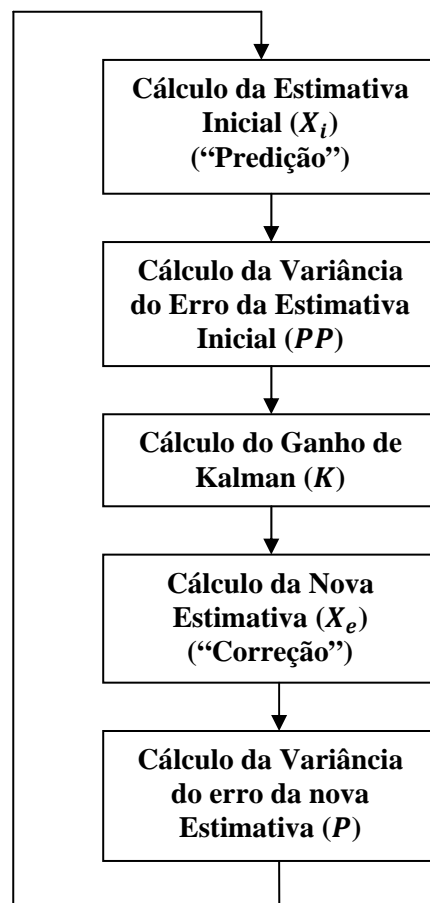 Cálculo da Estimativa
Inicial (𝑿𝒊)
(“Predição”)
Cálculo da Variância
do Erro da Estimativa
Inicial (𝑷𝑷)
Cálculo do Ganho de
Kalman (𝑲)
Cálculo da Nova
Estimativa (𝑿𝒆)
(“Correção”)
Cálculo da Variância
do erro da nova
Estimativa (𝑷)